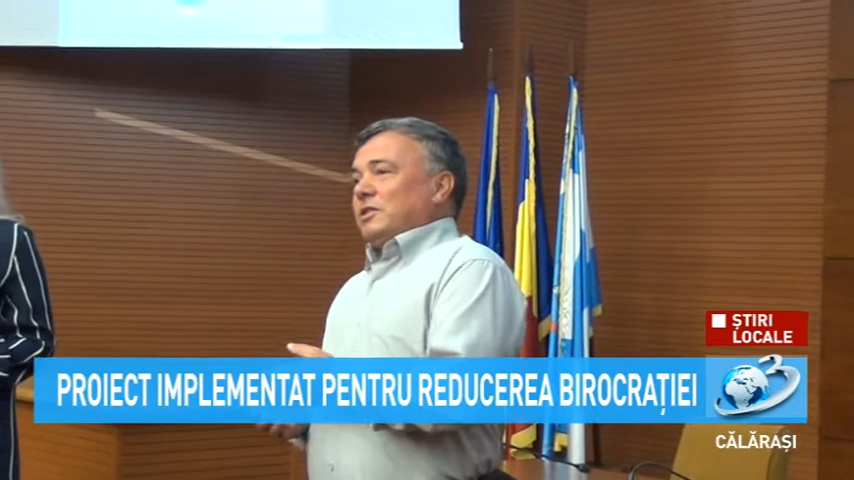 ȘTIRI
LOCALE
PROIECT IMPLEMENTAT PENTRU REDUCEREA BIROCRAȚIEI
3
CĂLĂRAȘI